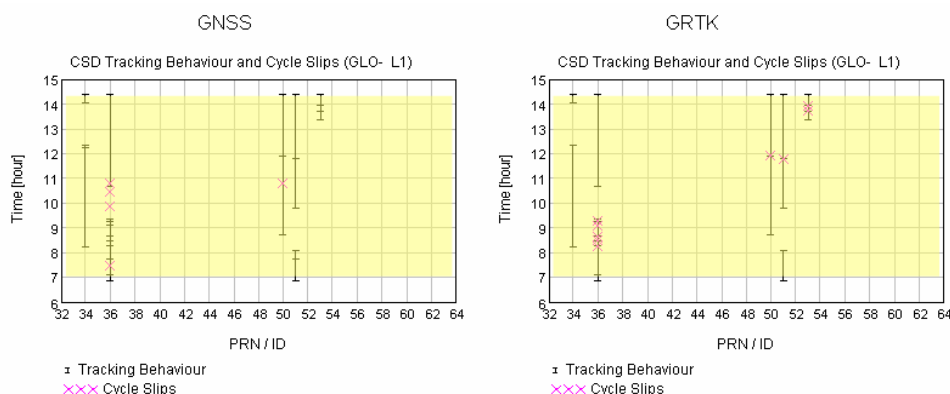 GNSS
CSD Tracking Behaviour and Cycle Slips (GLO- L1)
Time [hour]
15
14
13
12
11
10
9
8
7
6
32 34 36 38 40 42 44 46 48 50 52 54 56 58 60 62 64
PRN / ID
Tracking Behaviour
Cycle Slips
GRTK
CSD Tracking Behaviour and Cycle Slips (GLO- L1)
Time [hour]
15
14
13
12
11
10
9
8
7
6
32 34 36 38 40 42 44 46 48 50 52 54 56 58 60 62 64
PRN / ID
Tracking Behaviour
Cycle Slips